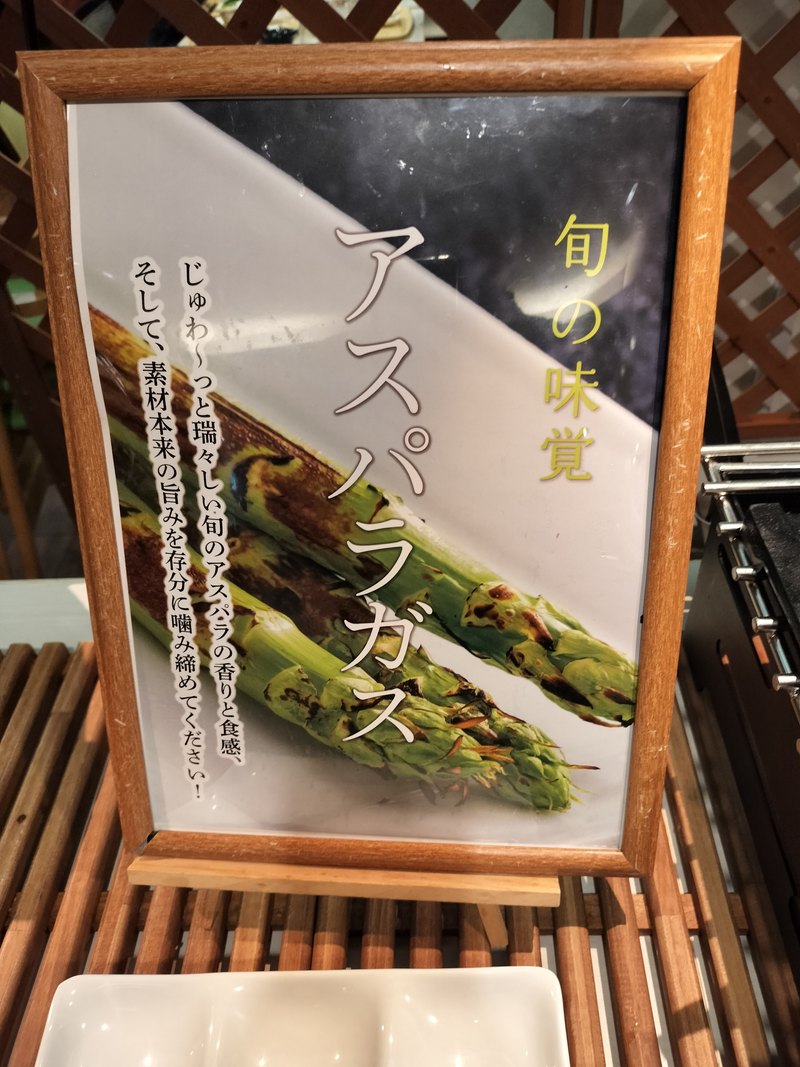 旬の味覚
アスパラガス
じゅわ～っと瑞々しい旬のアスパラの香りと食感、
そして、素材本来の旨みを存分に噛み締めてください！